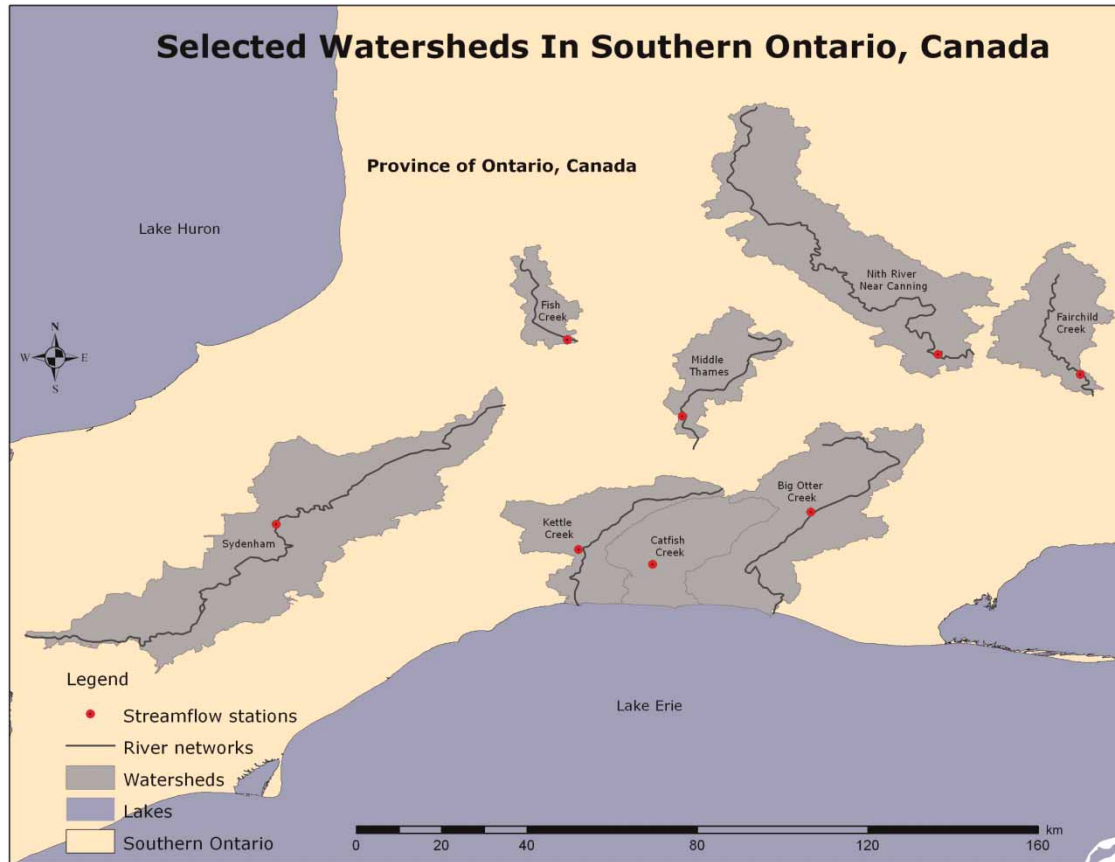 Selected Watersheds In Southern Ontario, Canada
Province of Ontario, Canada
Lake Huron
Nith River
Near Canning
Fish
Creek
Fairchild
Creek
N
W
E
S
Middle
Thames
Big Otter
Creek
Kettle
Creek
Catfish
Creek
Sydenham
Lake Erie
Legend
Streamflow stations
River networks
Watersheds
Lakes
Southern Ontario
km
0 20 40 80 120 160